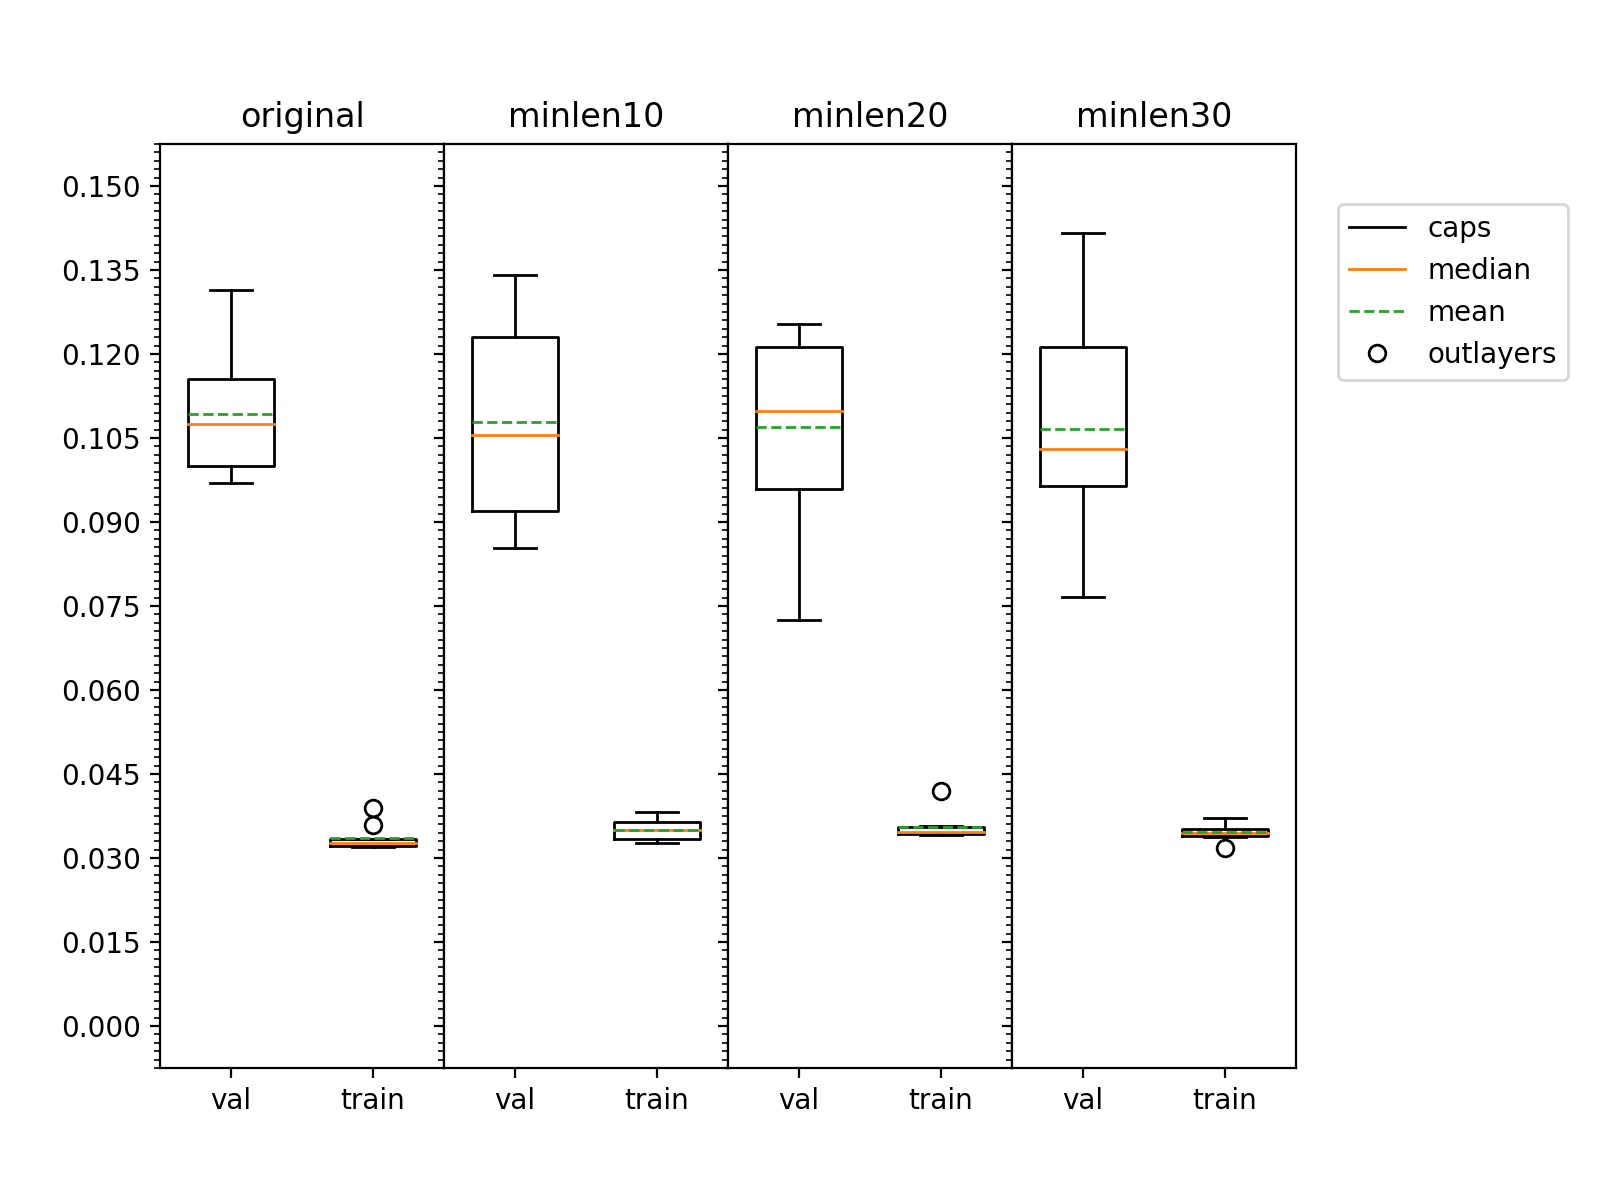 original minlen10 minlen20 minlen30
0.150
0.135
0.120
0.105
0.090
0.075
0.060
0.045
0.030
0.015
0.000
val train val train val train val train
caps
median
mean
outlayers